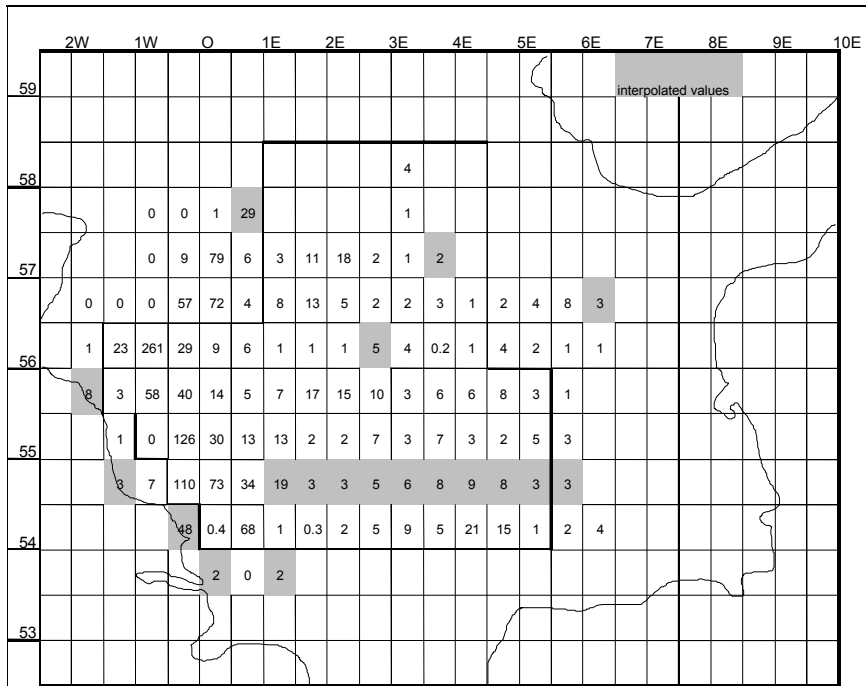 2W 1W O 1E 2E 3E 4E 5E 6E 7E 8E 9E 10E
59 interpolated values
4
58
0 0 1 29 1
0 9 79 6 3 11 18 2 1 2
57
0 0 0 57 72 4 8 13 5 2 2 3 1 2 4 8 3
1 23 261 29 9 6 1 1 1 5 4 0.2 1 4 2 1 1
56
8 3 58 40 14 5 7 17 15 10 3 6 6 8 3 1
1 0 126 30 13 13 2 2 7 3 7 3 2 5 3
55
3 7 110 73 34 19 3 3 5 6 8 9 8 3 3
48 0.4 68 1 0.3 2 5 9 5 21 15 1 2 4
54
2 0 2
53